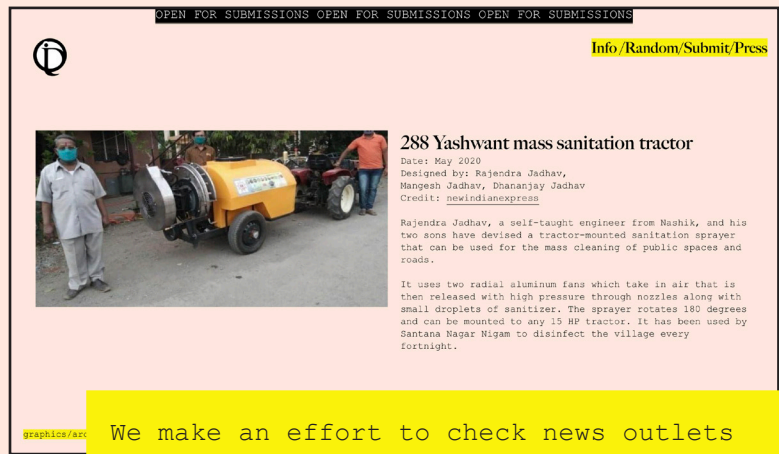 OPEN FOR SUBMISSIONS OPEN FOR SUBMISSIONS OPEN FOR SUBMISSIONS
Info/Random/Submit/Press
288 Yashwant mass sanitation tractor
Date: May 2020
Designed by: Rajendra Jadhav,
Mangesh Jadhav, Dhananjay Jadhav
Credit: newindianexpress
Rajendra Jadhav, a self-taught engineer from Nashik, and his
two sons have devised a tractor-mounted sanitation sprayer
that can be used for the mass cleaning of public spaces and
roads.
It uses two radial aluminum fans which take in air that is
then released with high pressure through nozzles along with
small droplets of sanitizer. The sprayer rotates 180 degrees
and can be mounted to any 15 HP tractor. It has been used by
Santana Nagar Nigam to disinfect the village every
fortnight.
graphics/arc
We make an effort to check news outlets